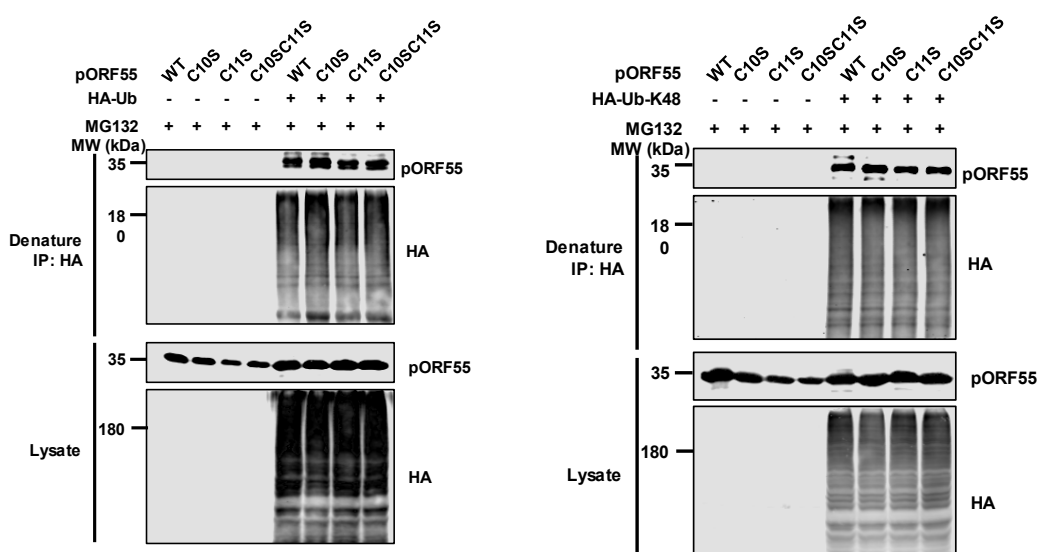 pORF55 WT C10S C11S C10SC11S WT C10S C11S C10SC11S
HA-Ub - - - - + + + +
MG132 + + + + + + + +
MW (kDa)
35 pORF55
18
0
Denature
IP: HA
HA
35 pORF55
180
Lysate
HA
pORF55 WT C10S C11S C10SC11S WT C10S C11S C10SC11S
HA-Ub-K48 - - - - + + + +
MG132 + + + + + + + +
MW (kDa)
35 pORF55
18
0
Denature
IP: HA
HA
35 pORF55
180
Lysate
HA